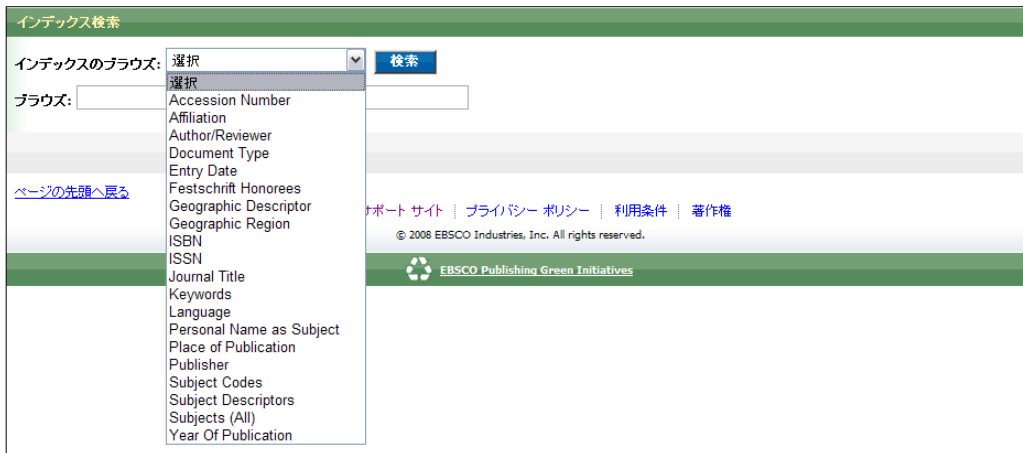 インデックス検索
インデックスのブラウズ: 選択 検索
ブラウズ:
選択
Accession Number
Affiliation
Author/Reviewer
Document Type
Entry Date
Festschrift Honorees
Geographic Descriptor
Geographic Region
ISBN
ISSN
Journal Title
Keywords
Language
Personal Name as Subject
Place of Publication
Publisher
Subject Codes
Subject Descriptors
Subjects (All)
Year Of Publication
ページの先頭へ戻る
サポート サイト | プライバシー ポリシー | 利用条件 | 著作権
© 2008 EBSCO Industries, Inc. All rights reserved.
EBSCO Publishing Green Initiatives